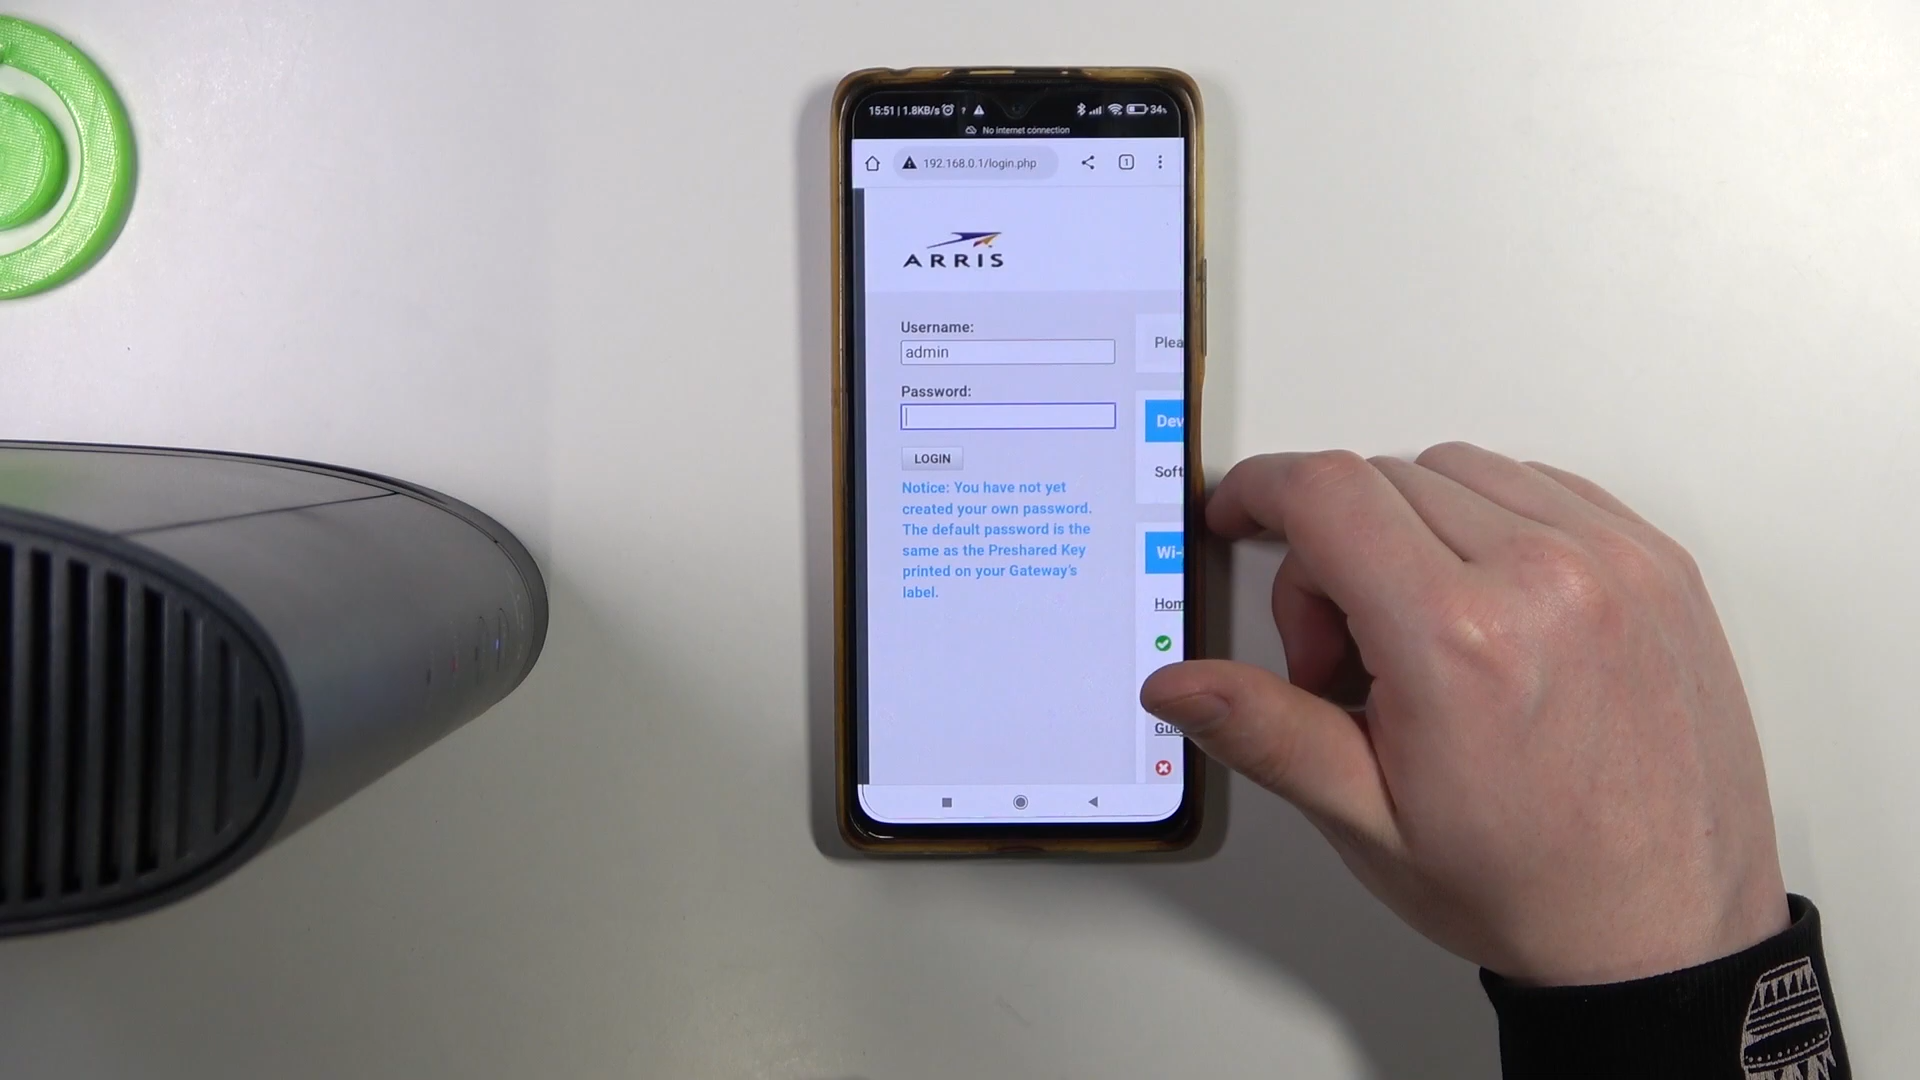 15:51 | 1.8KB/s
34%
No internet connection
192.168.0.1/login.php
1
ARRIS
Username:
admin
Plea
Password:
Dev
LOGIN
Soft
Notice: You have not yet
created your own password.
The default password is the
same as the Preshared Key
printed on your Gateway's
label.
Wi-
Hom
Gue